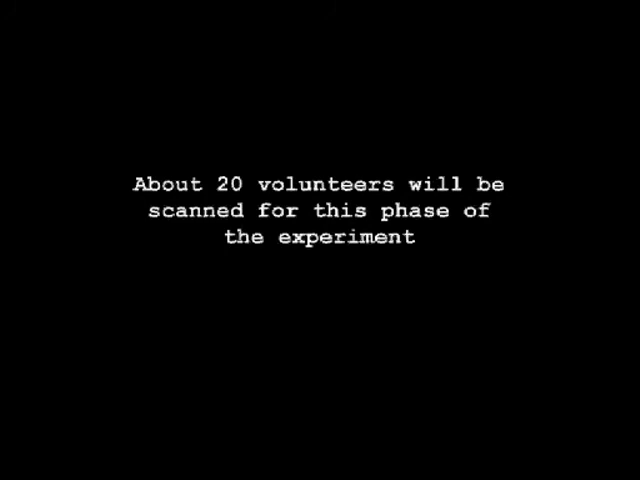 About 20 volunteers will be
scanned for this phase of
the experiment